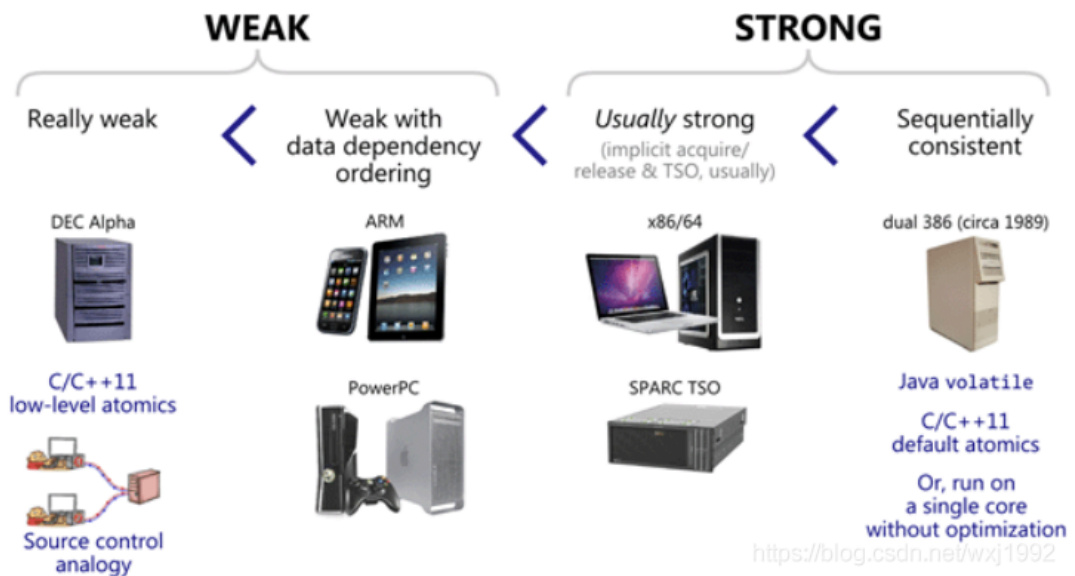 WEAK
STRONG
Really weak
Weak with
data dependency
ordering
Usually strong
(implicit acquire/
release & TSO, usually)
Sequentially
consistent
DEC Alpha
ARM
x86/64
dual 386 (circa 1989)
C/C++11
low-level atomics
PowerPC
SPARC TSO
Java volatile
C/C++11
default atomics
Or, run on
a single core
without optimization
Source control
analogy
https://blog.csdn.net/wxj1992